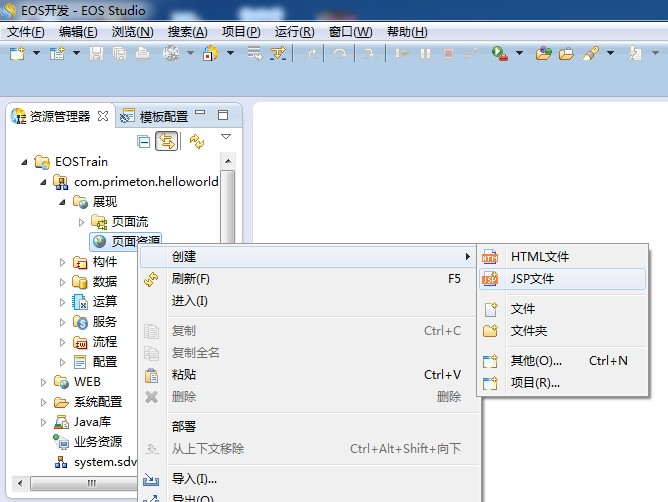 EOS开发 - EOS Studio
文件(F) 编辑(E) 浏览(N) 搜索(A) 项目(P) 运行(R) 窗口(W) 帮助(H)
资源管理器 模板配置
EOSTrain
com.primeton.helloworld
展现
页面流
页面资源
构件
数据
运算
服务
流程
配置
WEB
系统配置
Java库
业务资源
system.sdv
创建
刷新(F) F5
进入(I)
复制 Ctrl+C
复制全名
粘贴 Ctrl+V
删除 删除
部署
从上下文移除 Ctrl+Alt+Shift+向下
导入(I)...
导出(O)
HTML文件
JSP文件
文件
文件夹
其他(O)... Ctrl+N
项目(R)...